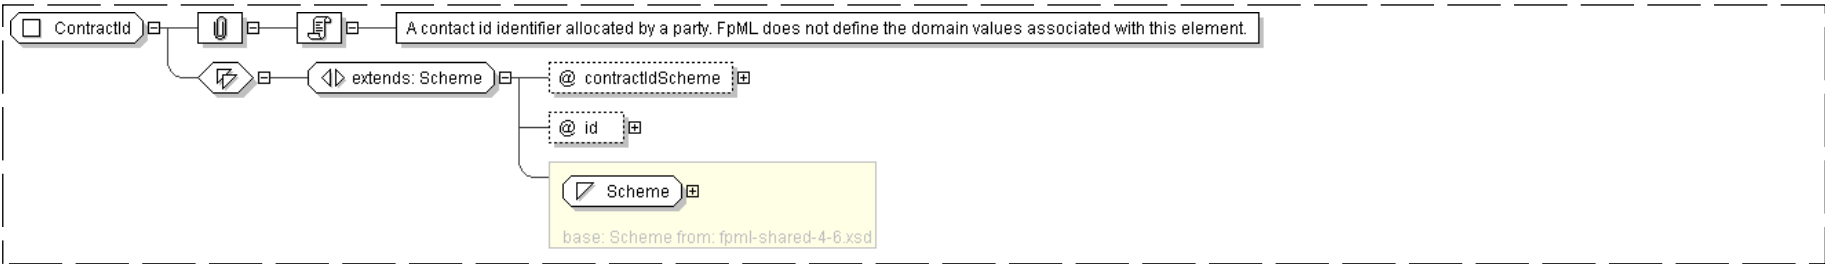 ContractId
A contact id identifier allocated by a party. FpML does not define the domain values associated with this element.
extends: Scheme
@ contractIdScheme
@ id
Scheme
base: Scheme from: fpml-shared-4-6.xsd